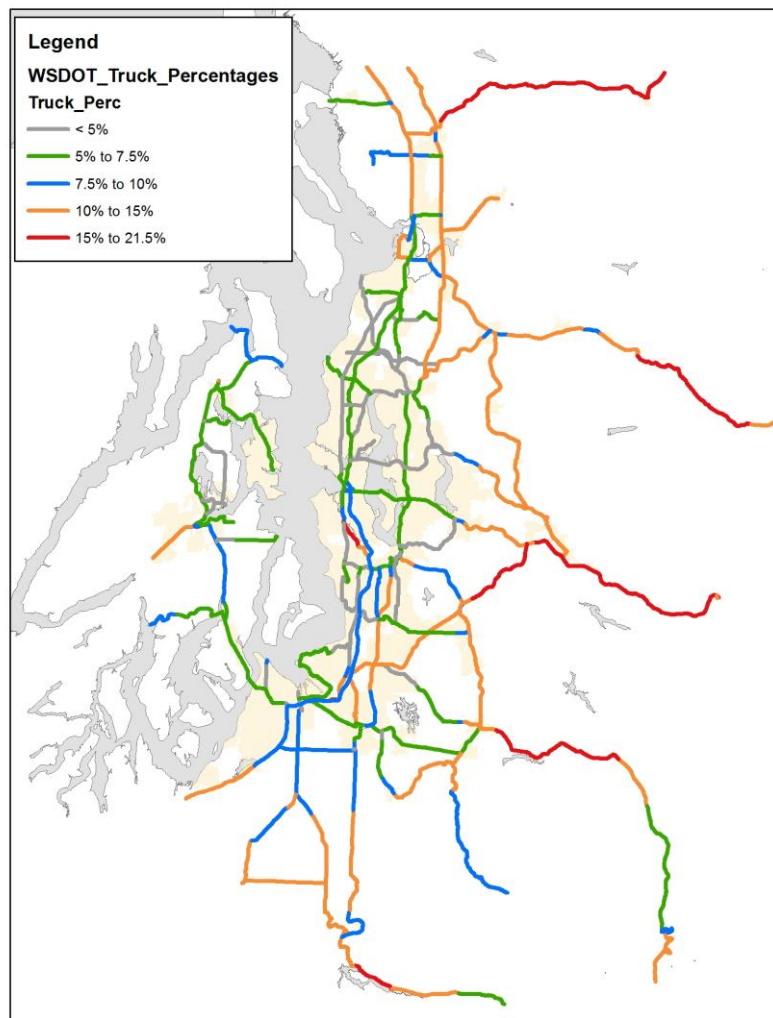 Legend
WSDOT_Truck_Percentages
Truck_Perc
< 5%
5% to 7.5%
7.5% to 10%
10% to 15%
15% to 21.5%